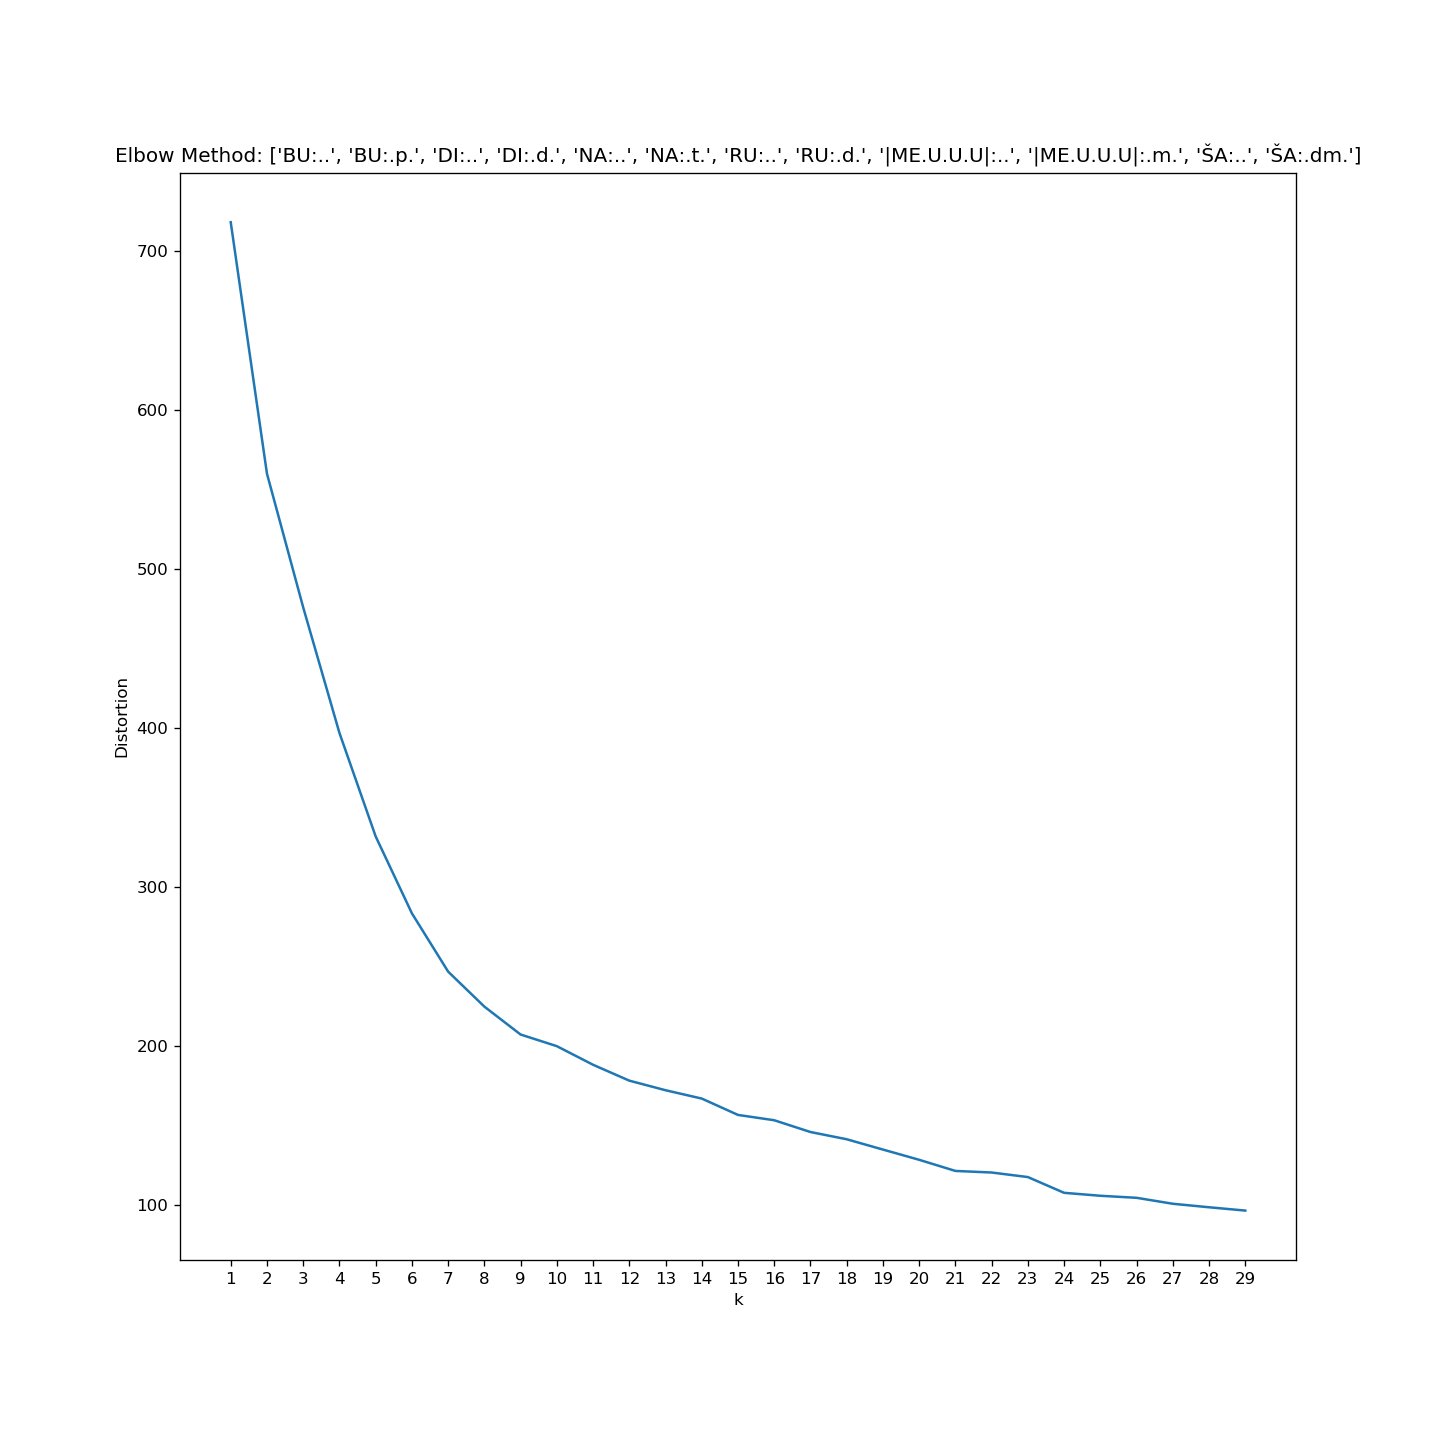 Elbow Method: ['BU:..', 'BU:.p.', 'DI:..', 'DI:.d.', 'NA:..', 'NA:.t.', 'RU:..', 'RU:.d.', '|ME.U.U.U|:..', '|ME.U.U.U|:.m.', 'ŠA:..', 'ŠA:.dm.']
700
600
500
400
300
200
100
Distortion
1 2 3 4 5 6 7 8 9 10 11 12 13 14 15 16 17 18 19 20 21 22 23 24 25 26 27 28 29
k